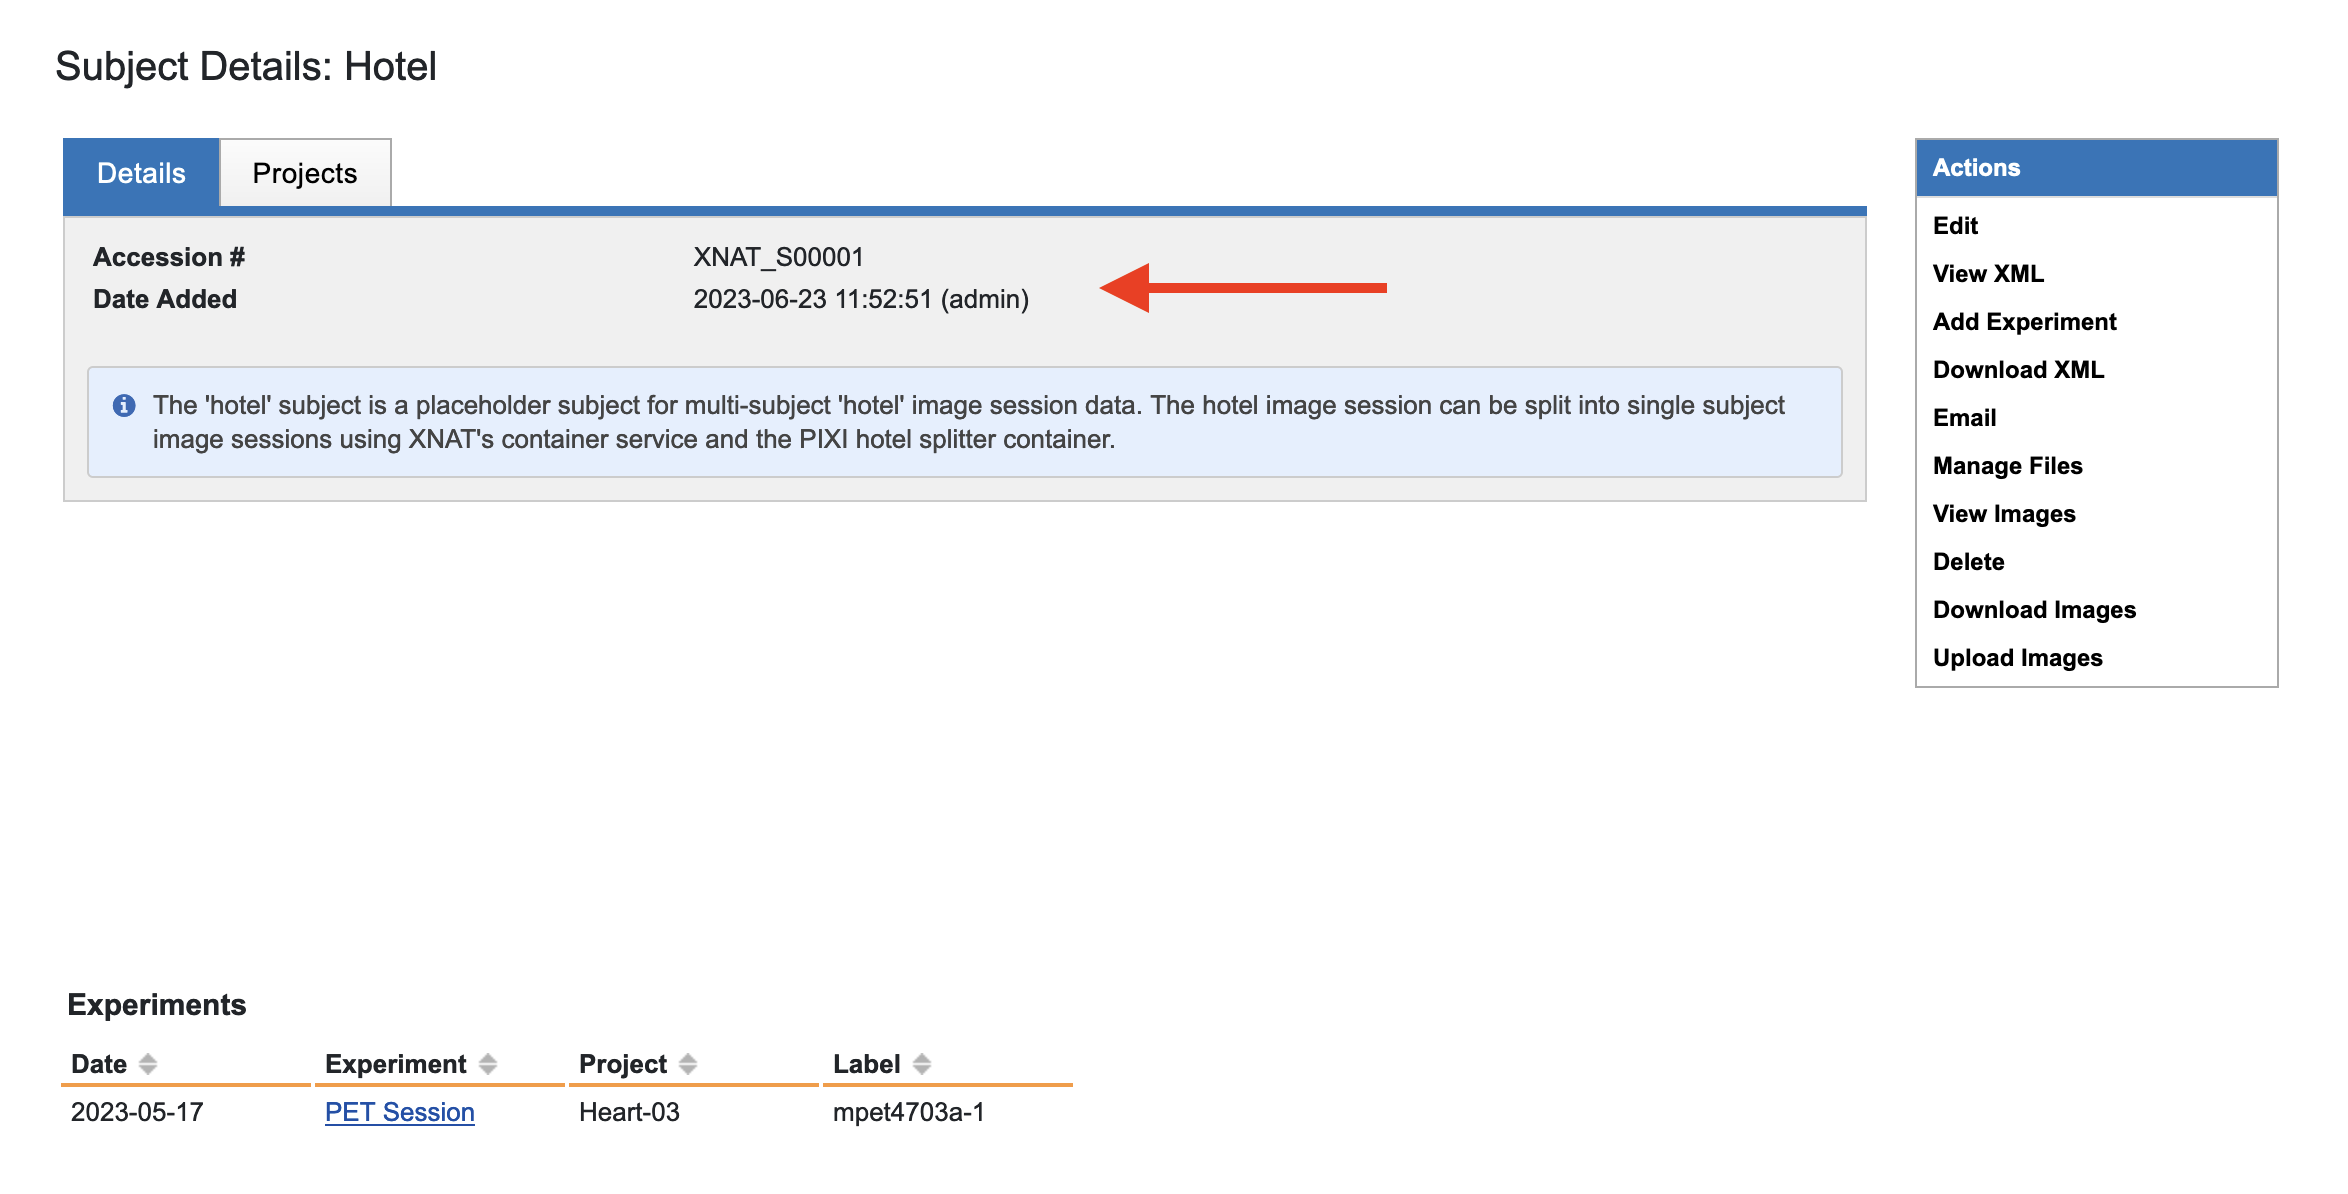 Subject Details: Hotel
Details
Projects
Accession #
XNAT_S00001
Date Added
2023-06-23 11:52:51 (admin)
The 'hotel' subject is a placeholder subject for multi-subject 'hotel' image session data. The hotel image session can be split into single subject
image sessions using XNAT's container service and the PIXI hotel splitter container.
Actions
Edit
View XML
Add Experiment
Download XML
Email
Manage Files
View Images
Delete
Download Images
Upload Images
Experiments
Date Experiment Project Label
2023-05-17 PET Session Heart-03 mpet4703a-1